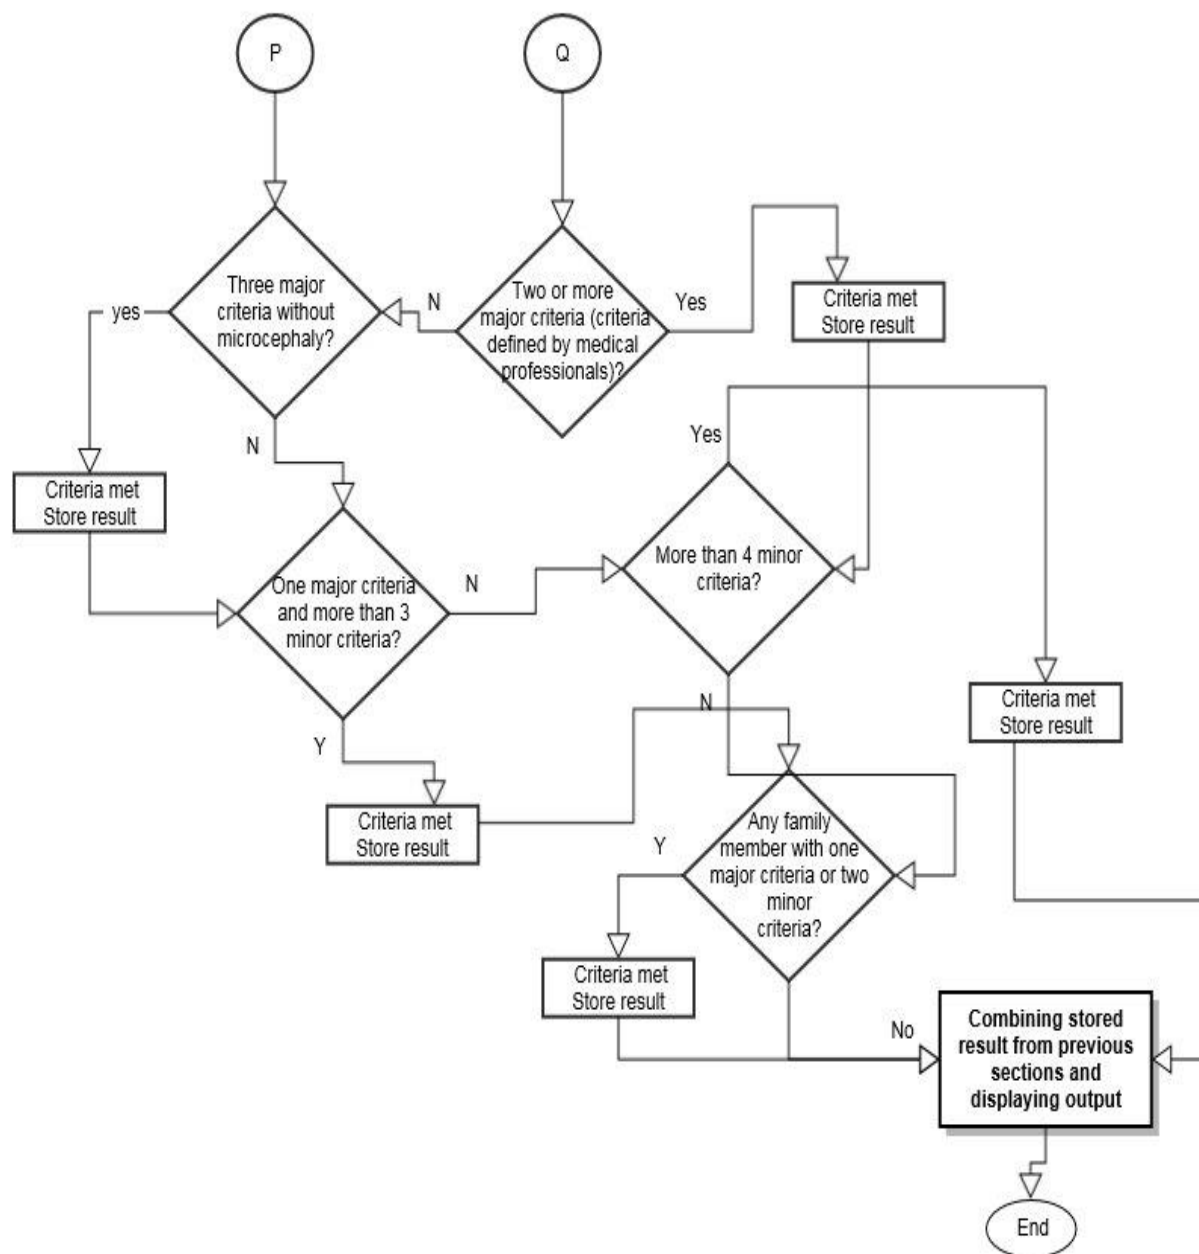 P
Q
Three major
criteria without
microcephaly?
yes
N
Two or more
major criteria (criteria
defined by medical
professionals)?
Yes
Criteria met
Store result
N
Criteria met
Store result
One major criteria
and more than 3
minor criteria?
N
Yes
More than 4 minor
criteria?
Criteria met
Store result
Y
Criteria met
Store result
N
Any family
member with one
major criteria or two
minor
criteria?
Y
Criteria met
Store result
No
Combining stored
result from previous
sections and
displaying output
End